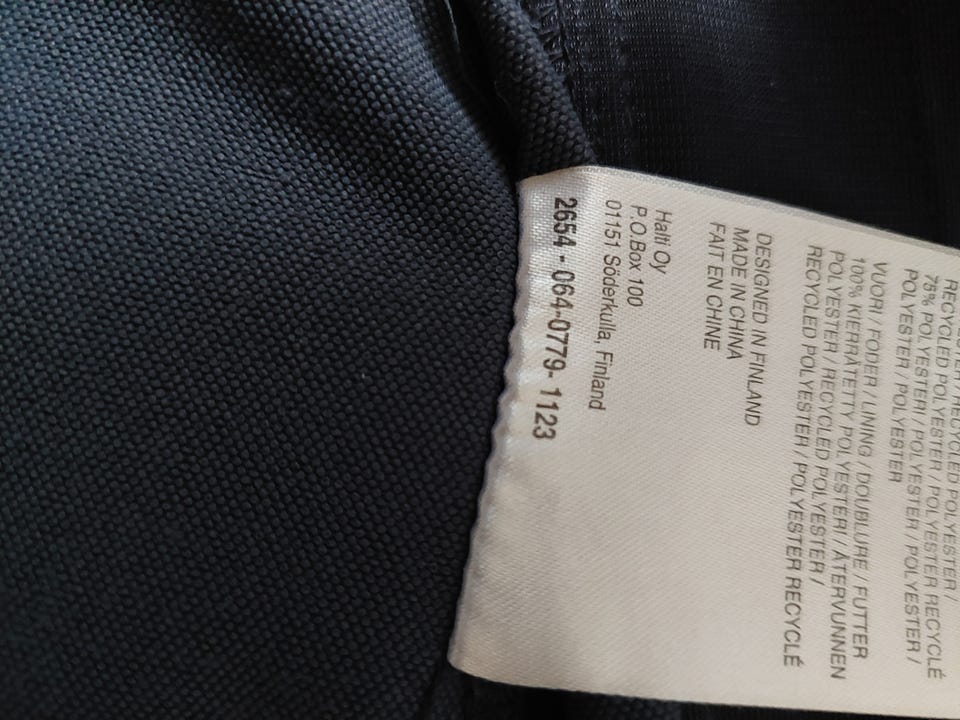 RECYCLED POLYESTER /
RECYCLED POLYESTER / POLYESTER RECYCLÉ
75% POLYESTERI / POLYESTER / POLYESTER /
POLYESTER / POLYESTER
VUORI / FODER / LINING / DOUBLURE / FUTTER
100% KIERRÄTETTY POLYESTERI / ÅTERVUNNEN
POLYESTER / RECYCLED POLYESTER /
RECYCLED POLYESTER / POLYESTER RECYCLÉ
DESIGNED IN FINLAND
MADE IN CHINA
FAIT EN CHINE
Halti Oy
P.O.Box 100
01151 Söderkulla, Finland
2654 - 064-0779- 1123